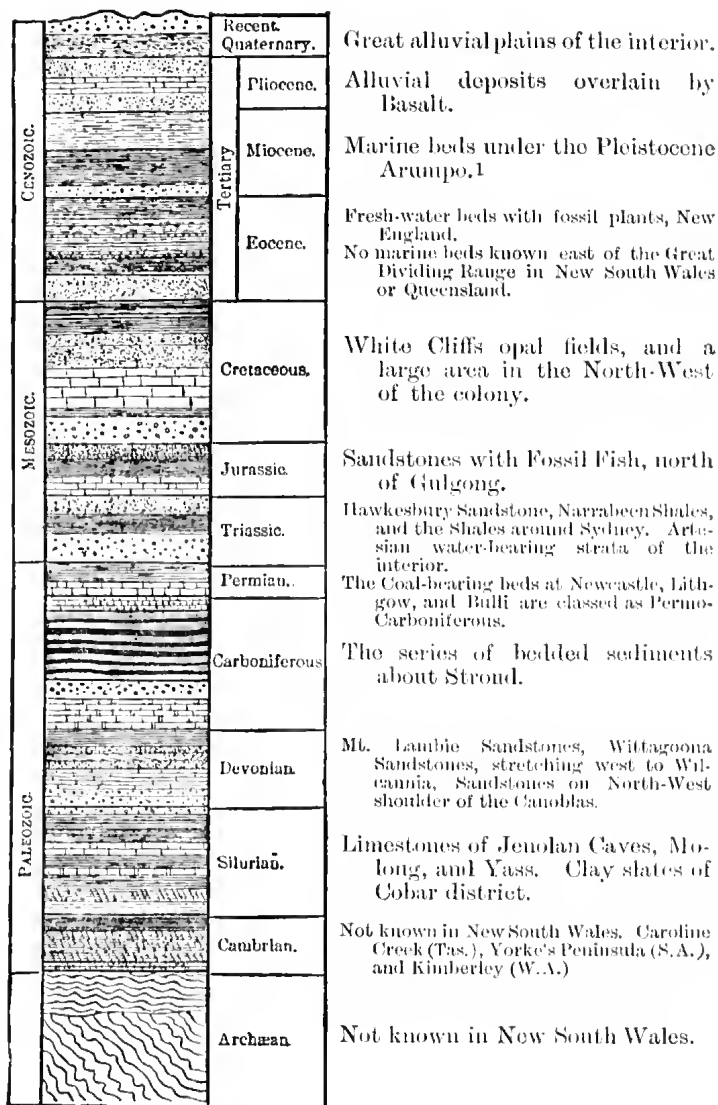 CENOZOIC.
Tertiary
Recent.
Quaternary.
Great alluvial plains of the interior.
Pliocene.
Alluvial deposits overlain by
Basalt.
Miocene.
Marine beds under the Pleistocene
Arumpo.1
Eocene.
Fresh-water beds with fossil plants, New
England.
No marine beds known east of the Great
Dividing Range in New South Wales
or Queensland.
MESOZOIC.
Cretaceous.
White Cliffs opal fields, and a
large area in the North-West
of the colony.
Jurassic.
Sandstones with Fossil Fish, north
of Gulgong.
Triassic.
Hawkesbury Sandstone, Narrabeen Shales,
and the Shales around Sydney. Arte-
sian water-bearing strata of the
interior.
PALEOZOIC.
Permian.
The Coal-bearing beds at Newcastle, Lith-
gow, and Bulli are classed as Permo-
Carboniferous.
Carboniferous
The series of bedded sediments
about Stroud.
Devonian.
Mt. Lambie Sandstones, Wittagoona
Sandstones, stretching west to Wil-
cannia, Sandstones on North-West
shoulder of the Canoblas.
Silurian.
Limestones of Jenolan Caves, Mo-
long, and Yass. Clay slates of
Cobar district.
Cambrian.
Not known in New South Wales. Caroline
Creek (Tas.), Yorke's Peninsula (S.A.),
and Kimberley (W.A.)
Archæan
Not known in New South Wales.